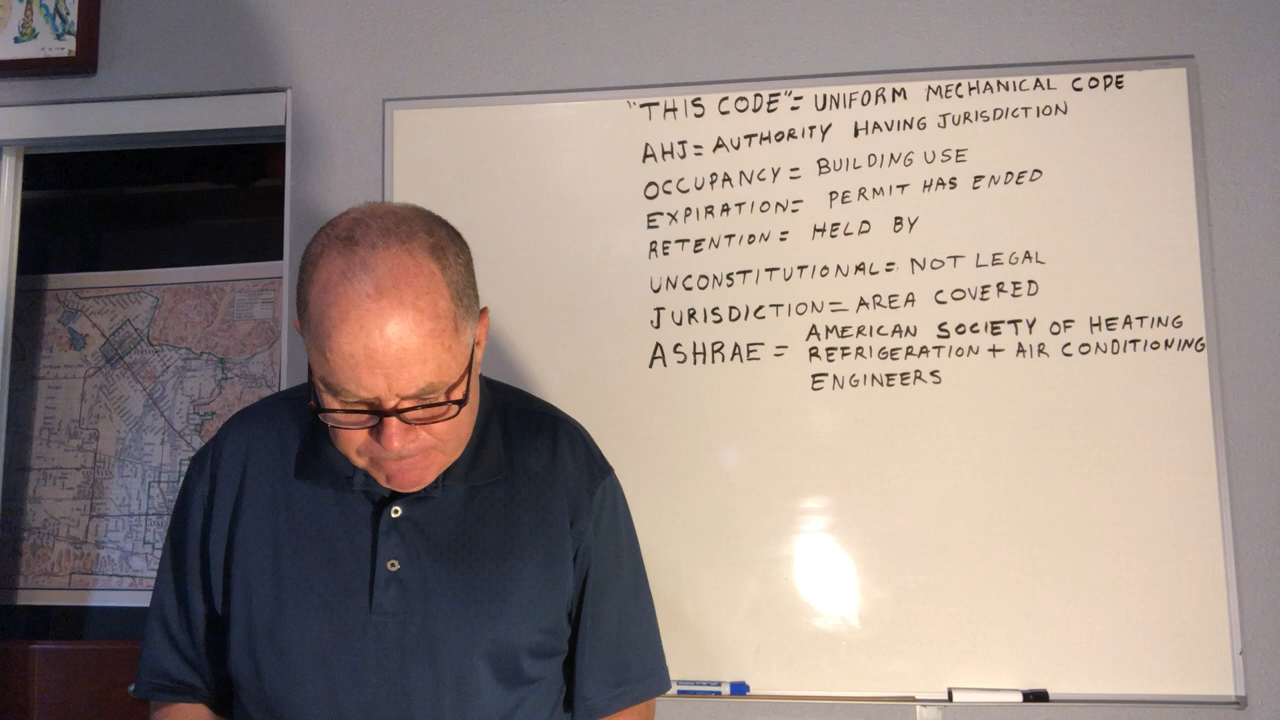 "THIS CODE"= UNIFORM MECHANICAL CODE
AHJ= AUTHORITY HAVING JURISDICTION
OCCUPANCY= BUILDING USE
EXPIRATION= PERMIT HAS ENDED
RETENTION= HELD BY
UNCONSTITUTIONAL= NOT LEGAL
JURISDICTION= AREA COVERED
ASHRAE= AMERICAN SOCIETY OF HEATING
REFRIGERATION + AIR CONDITIONING
ENGINEERS